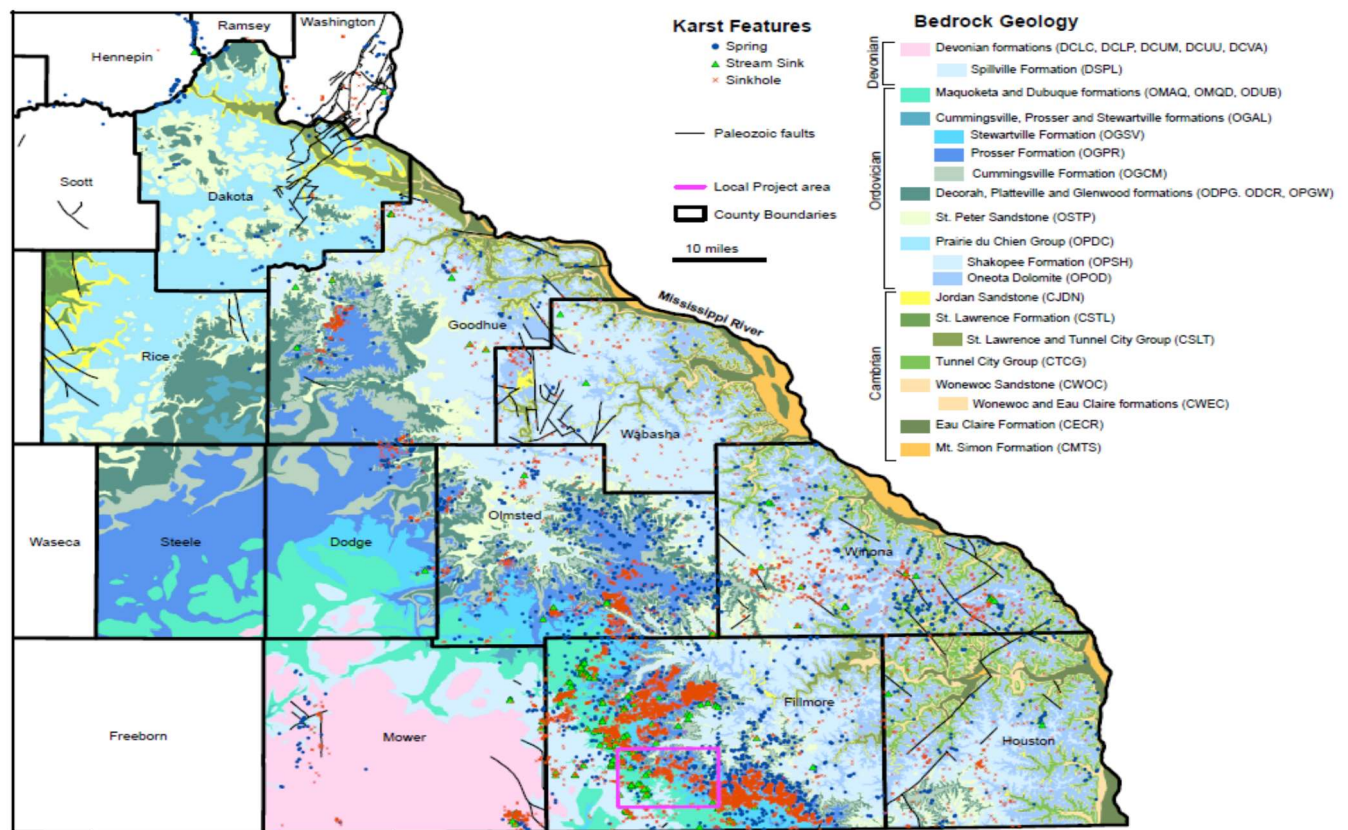 Karst Features
Spring
Stream Sink
Sinkhole
Paleozoic faults
Local Project area
County Boundaries
10 miles
Bedrock Geology
Devonian
Devonian formations (DCLC, DCLP, DCUM, DCUU, DCVA)
Spillville Formation (DSPL)
Ordovician
Maquoketa and Dubuque formations (OMAQ, OMQD, ODUB)
Cummingsville, Prosser and Stewartville formations (OGAL)
Stewartville Formation (OGSV)
Prosser Formation (OGPR)
Cummingsville Formation (OGCM)
Decorah, Platteville and Glenwood formations (ODPG. ODCR, OPGW)
St. Peter Sandstone (OSTP)
Prairie du Chien Group (OPDC)
Shakopee Formation (OPSH)
Oneota Dolomite (OPOD)
Cambrian
Jordan Sandstone (CJDN)
St. Lawrence Formation (CSTL)
St. Lawrence and Tunnel City Group (CSLT)
Tunnel City Group (CTCG)
Wonewoc Sandstone (CWOC)
Wonewoc and Eau Claire formations (CWEC)
Eau Claire Formation (CECR)
Mt. Simon Formation (CMTS)
Hennepin
Ramsey
Washington
Scott
Dakota
Mississippi River
Rice
Goodhue
Wabasha
Waseca
Steele
Dodge
Olmsted
Winona
Freeborn
Mower
Fillmore
Houston